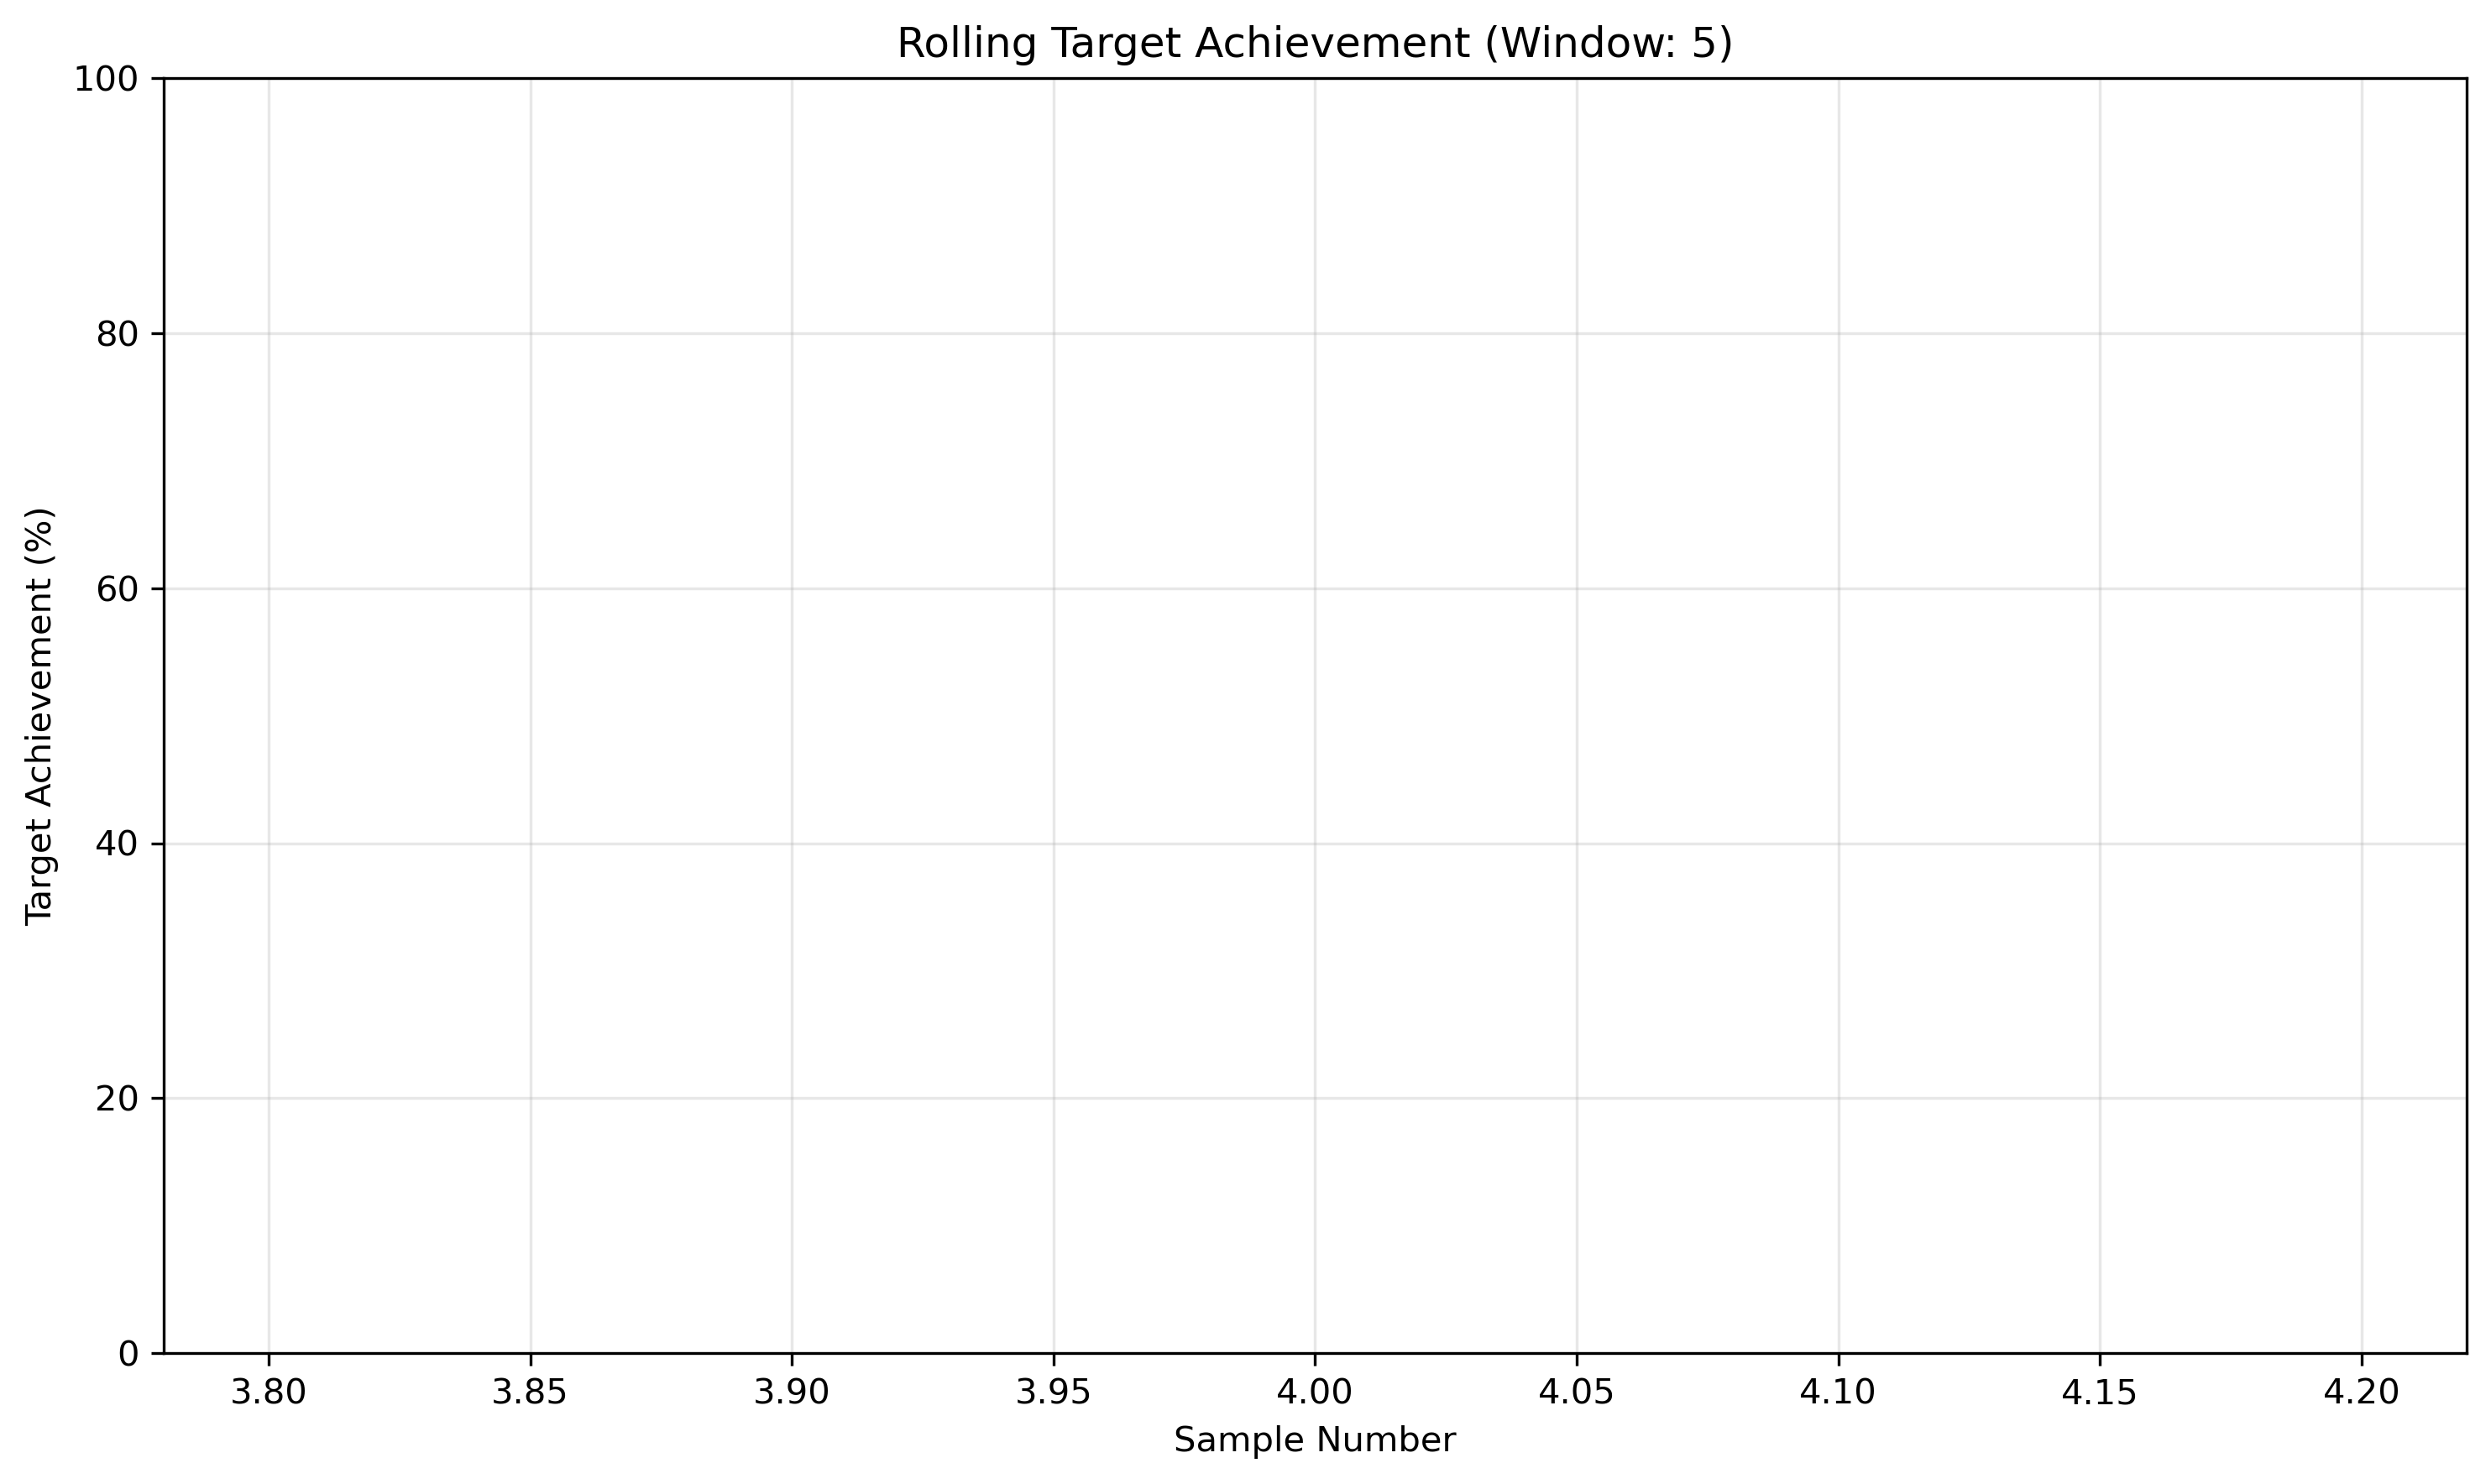 Rolling Target Achievement (Window: 5)
100
80
60
40
20
0
Target Achievement (%)
3.80 3.85 3.90 3.95 4.00 4.05 4.10 4.15 4.20
Sample Number